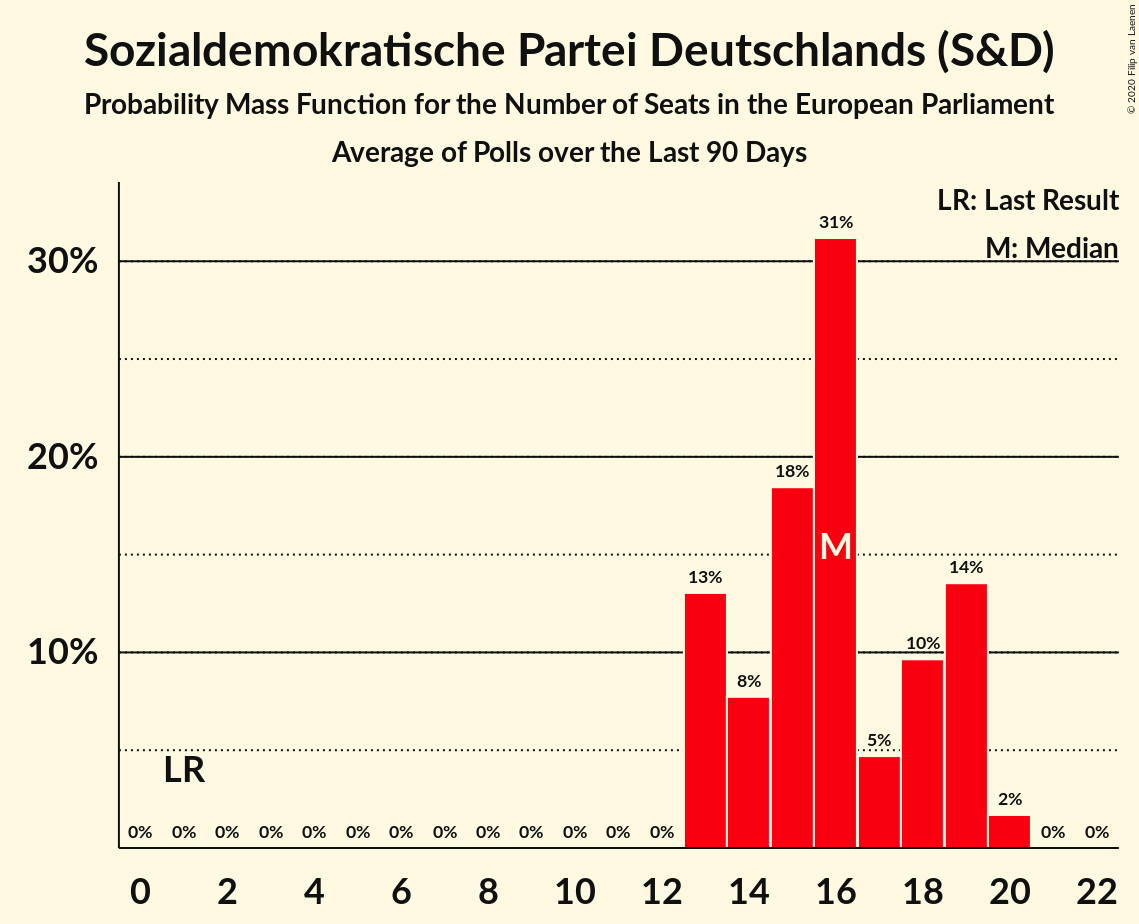 Sozialdemokratische Partei Deutschlands (S&D)
Probability Mass Function for the Number of Seats in the European Parliament
Average of Polls over the Last 90 Days
© 2020 Filip van Laenen
LR: Last Result
M: Median
30%
20%
10%
31%
18%
M
14%
13%
10%
8%
5%
LR
2%
0% 0% 0% 0% 0% 0% 0% 0% 0% 0% 0% 0% 0% 0% 0%
0 2 4 6 8 10 12 14 16 18 20 22